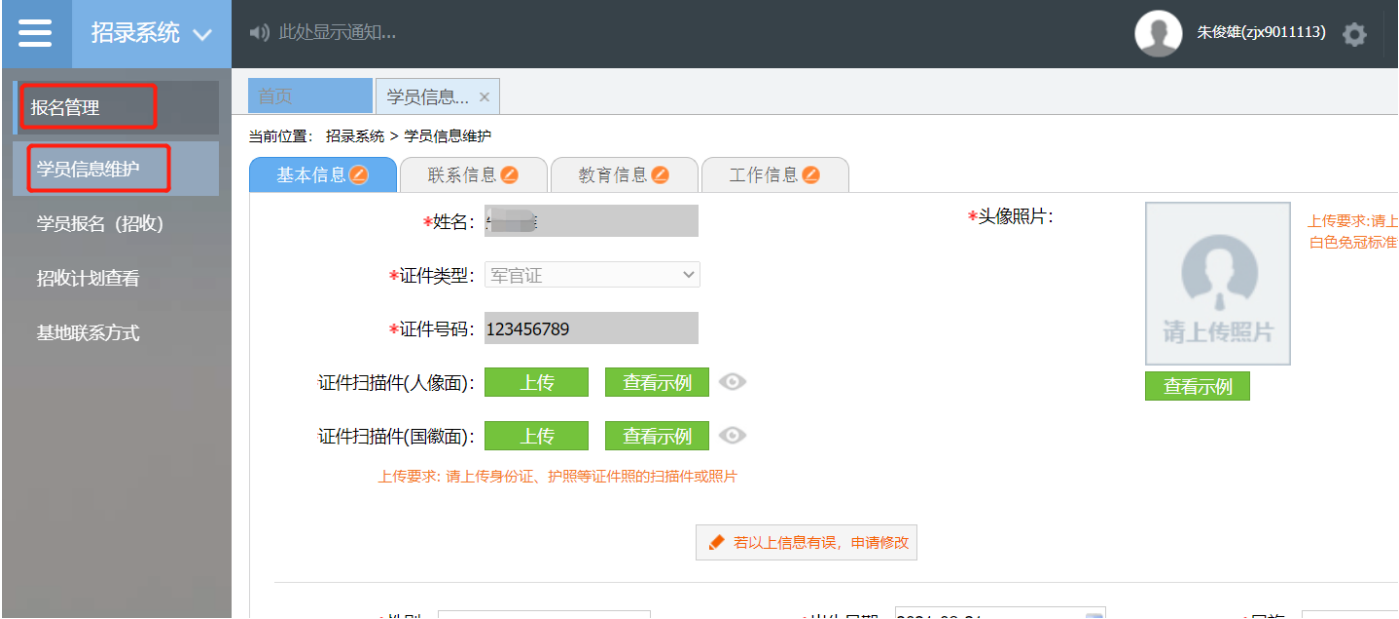 招录系统
此处显示通知...
朱俊雄(zjx9011113)
报名管理
学员信息维护
学员报名（招收）
招收计划查看
基地联系方式
首页
学员信息... ×
当前位置： 招录系统 > 学员信息维护
基本信息
联系信息
教育信息
工作信息
*姓名：
*头像照片：
上传要求:请上
白色免冠标准
请上传照片
查看示例
*证件类型： 军官证
*证件号码： 123456789
证件扫描件(人像面)： 上传 查看示例
证件扫描件(国徽面)： 上传 查看示例
上传要求: 请上传身份证、护照等证件照的扫描件或照片
若以上信息有误，申请修改